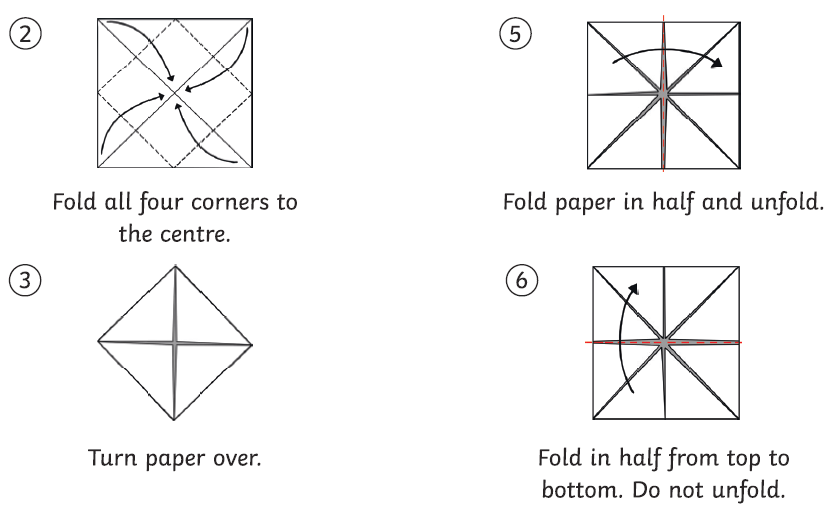 2
Fold all four corners to
the centre.
3
Turn paper over.
5
Fold paper in half and unfold.
6
Fold in half from top to
bottom. Do not unfold.